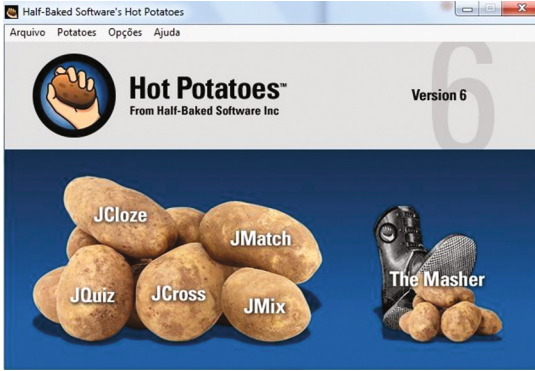 Half-Baked Software's Hot Potatoes
Arquivo Potatoes Opções Ajuda
Hot Potatoes™
From Half-Baked Software Inc
Version 6
6
JCloze
JMatch
JQuiz
JCross
JMix
The Masher